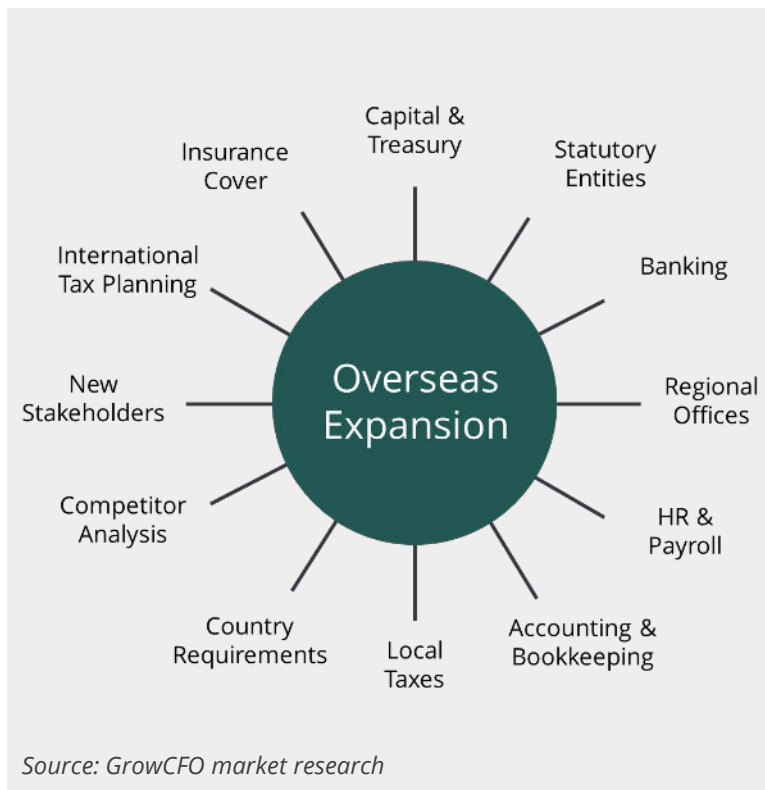 Capital &
Treasury
Statutory
Entities
Banking
Regional
Offices
HR &
Payroll
Accounting &
Bookkeeping
Local
Taxes
Country
Requirements
Competitor
Analysis
New
Stakeholders
International
Tax Planning
Insurance
Cover
Overseas
Expansion
Source: GrowCFO market research